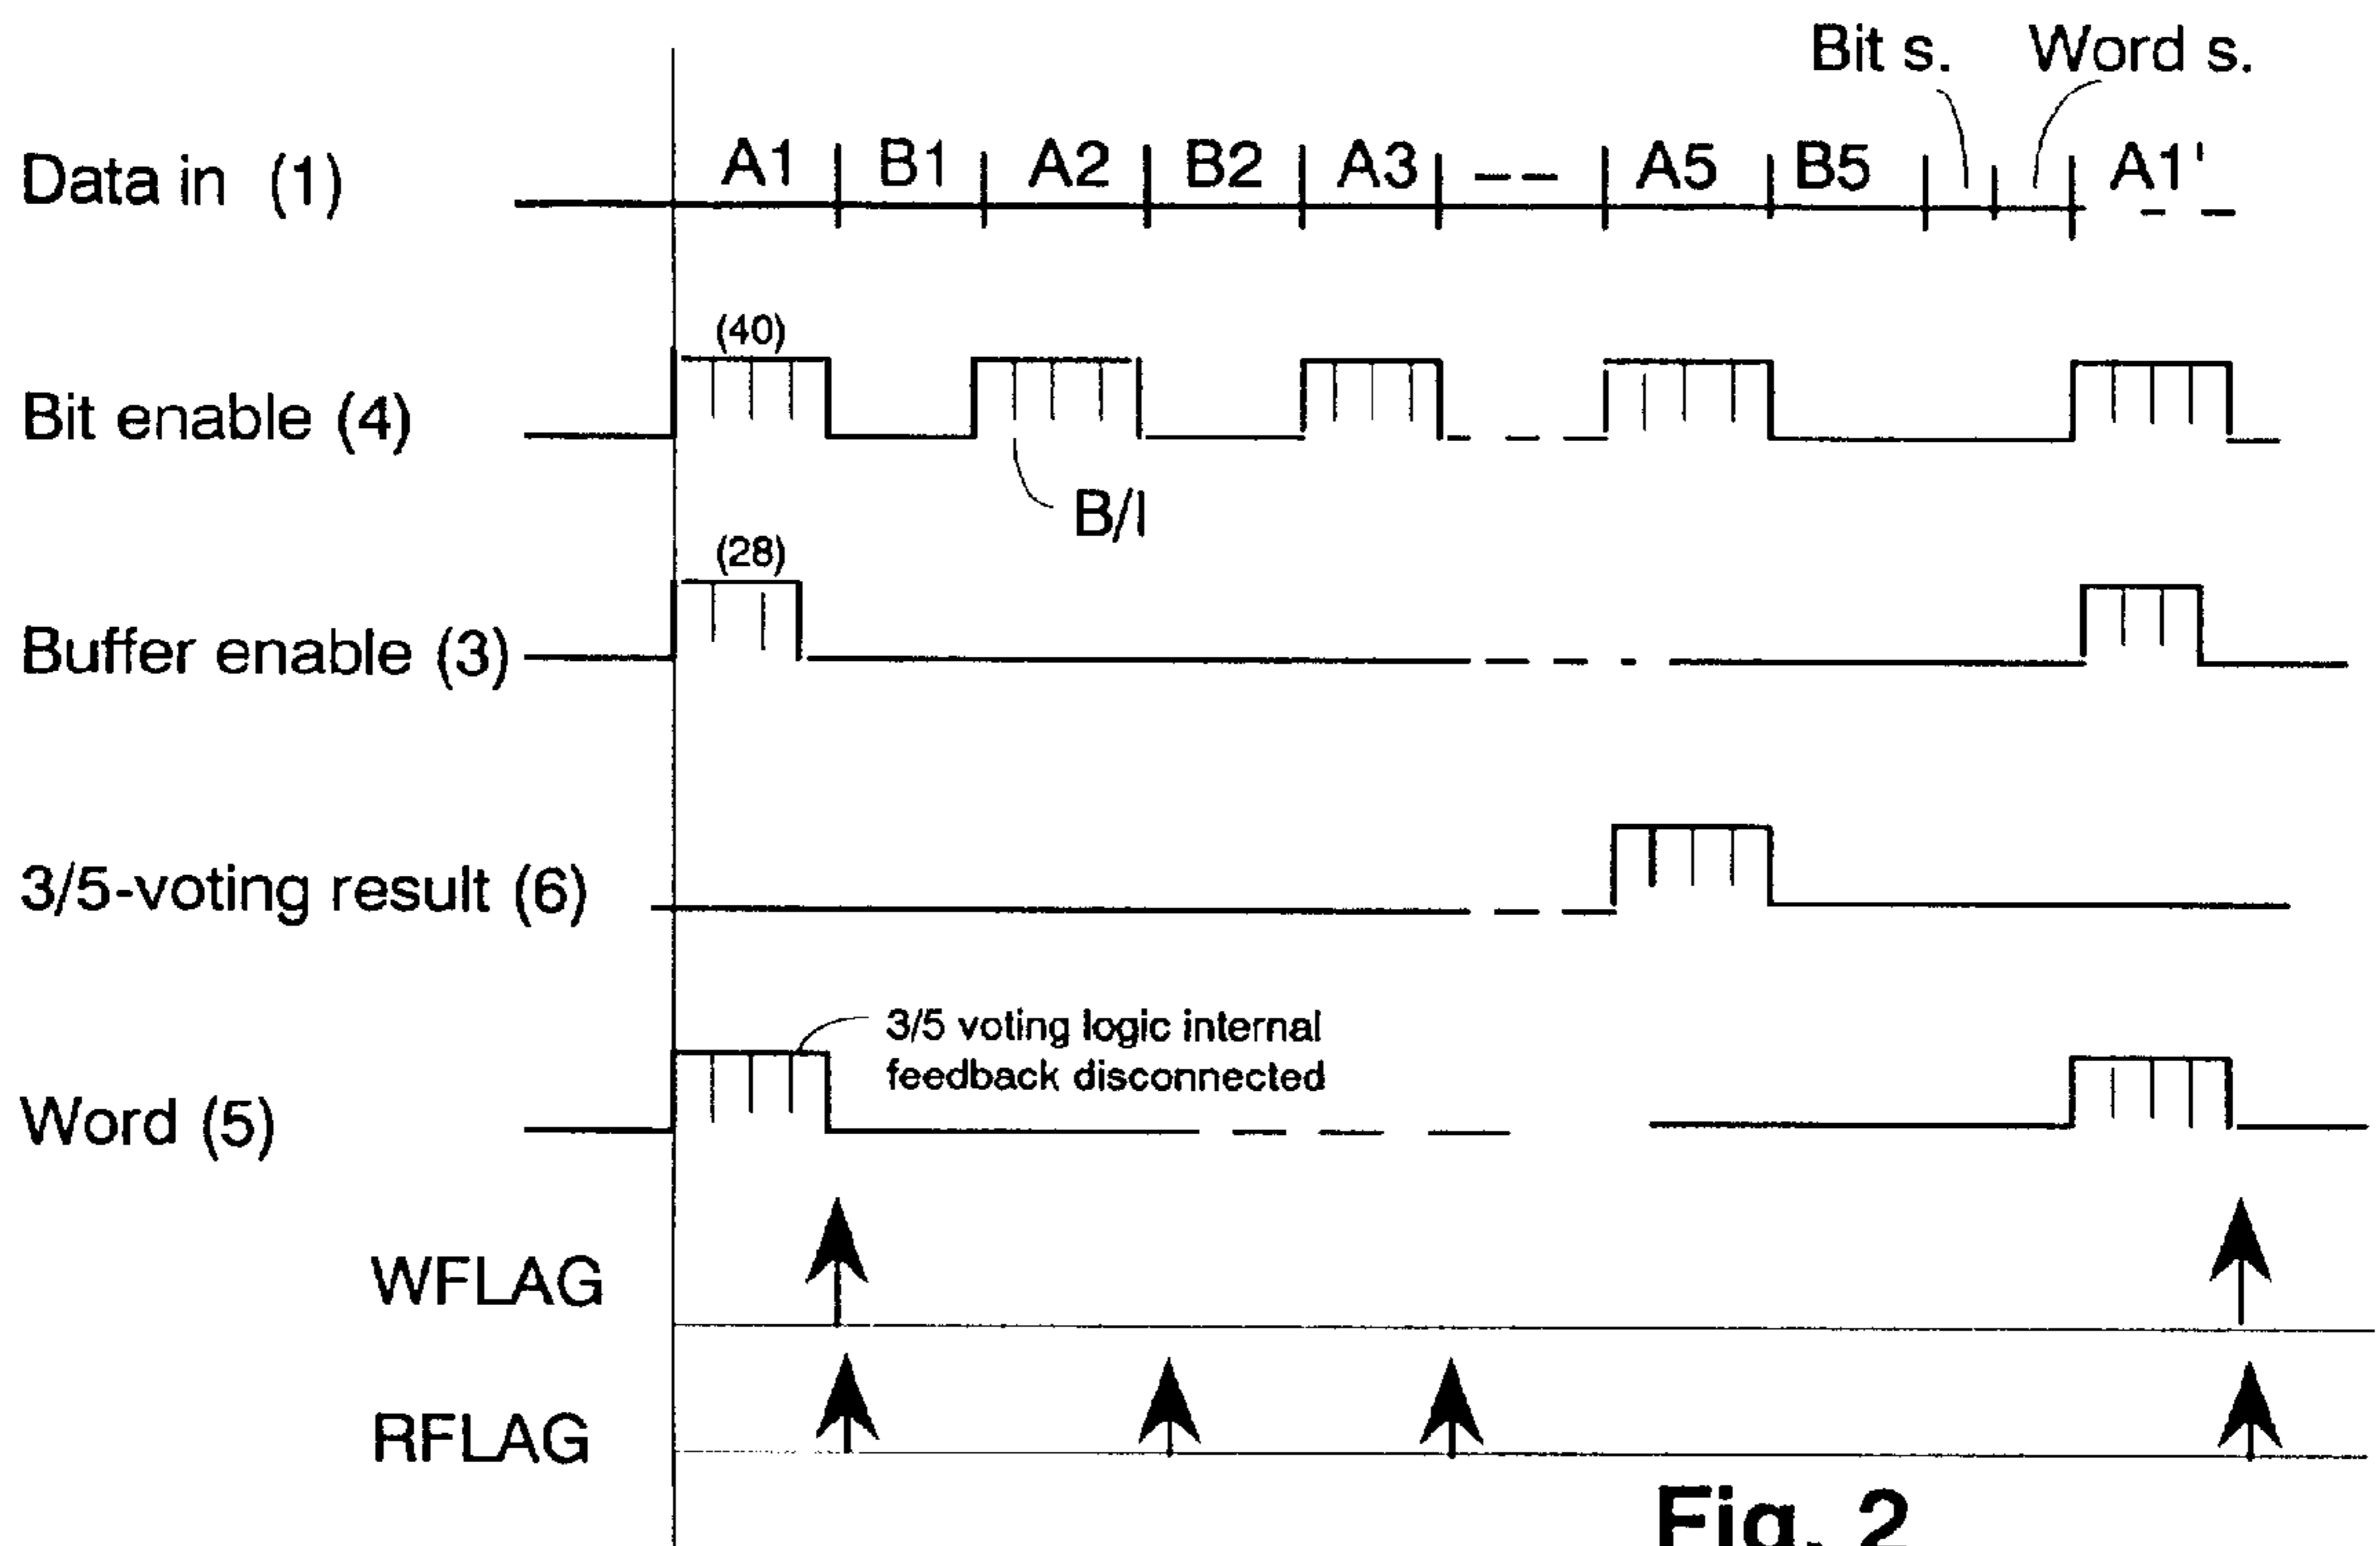 Bit s. Word s.
Data in (1) A1 B1 A2 B2 A3 -- A5 B5 A1'
(40)
Bit enable (4)
B/I
(28)
Buffer enable (3)
3/5-voting result (6)
3/5 voting logic internal
feedback disconnected
Word (5)
WFLAG
RFLAG
Fig. 2